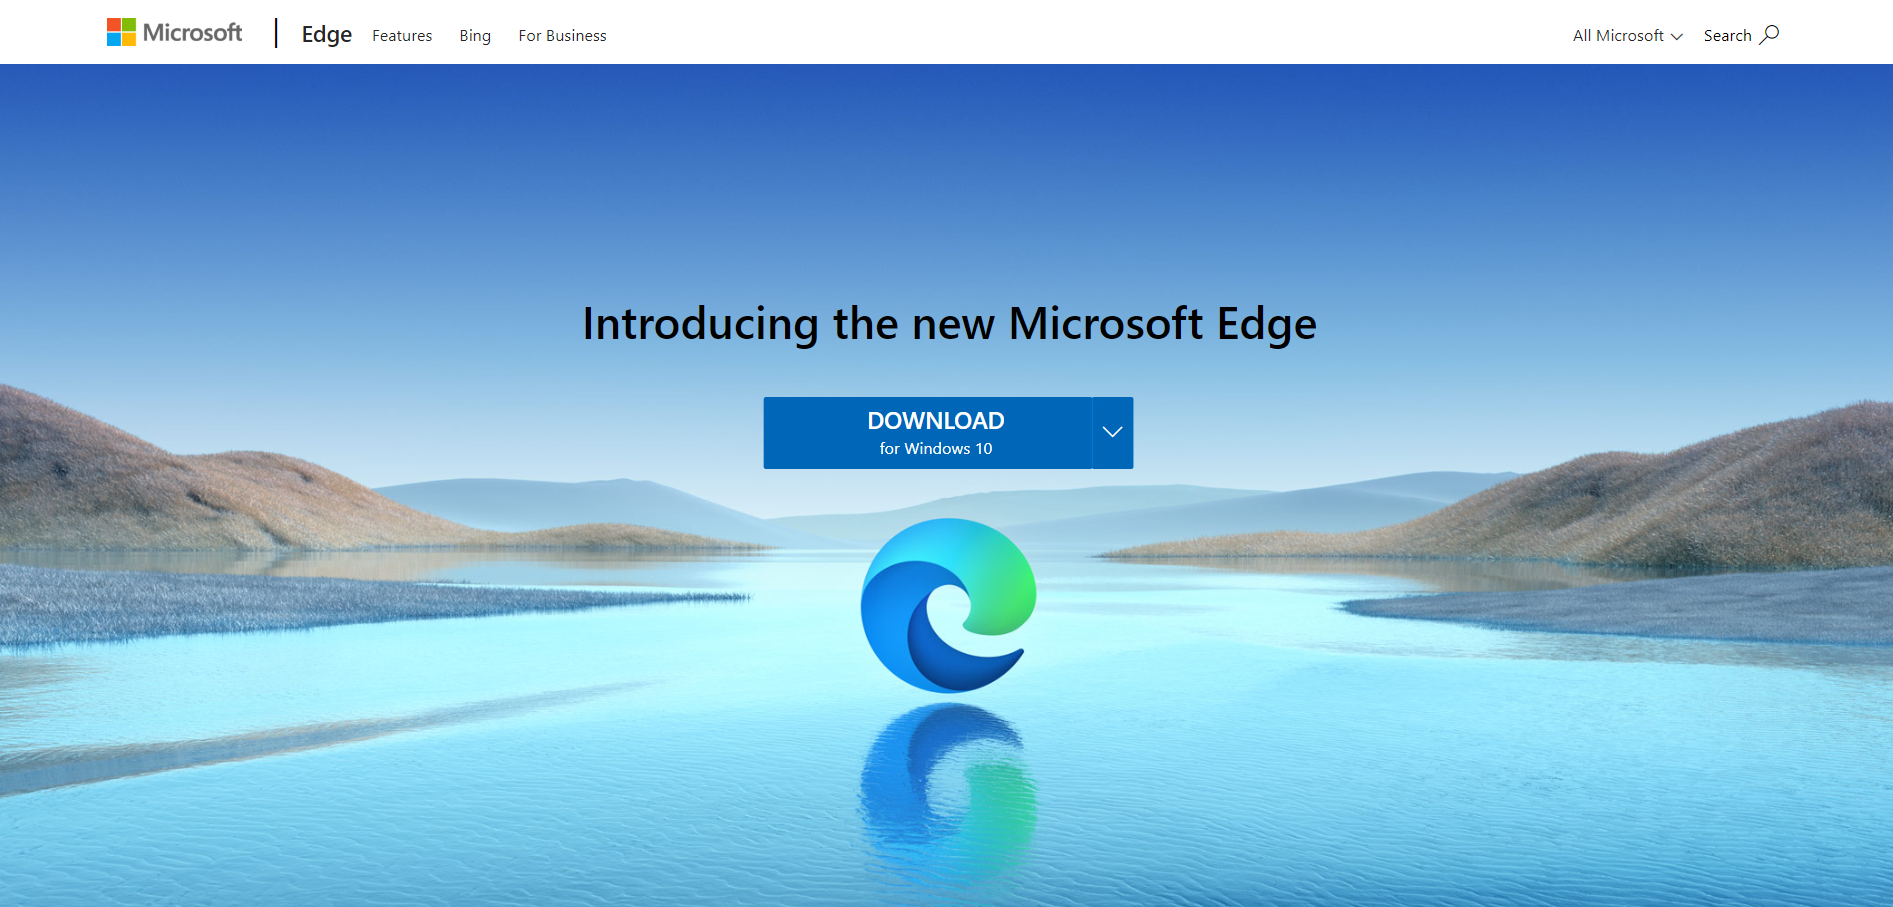 Microsoft Edge Features Bing For Business All Microsoft Search
Introducing the new Microsoft Edge
DOWNLOAD
for Windows 10